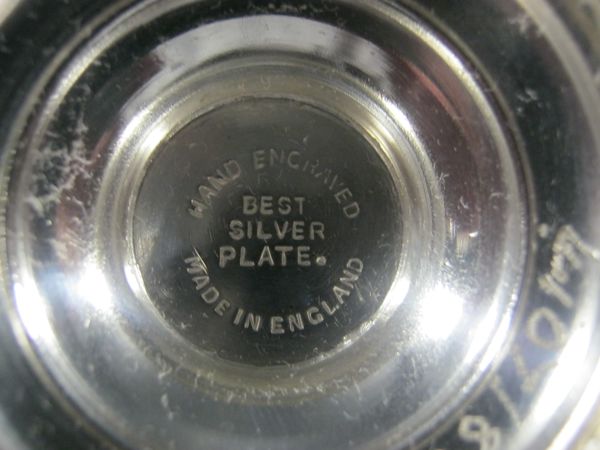 HAND ENGRAVED
BEST
SILVER
PLATE.
MADE IN ENGLAND